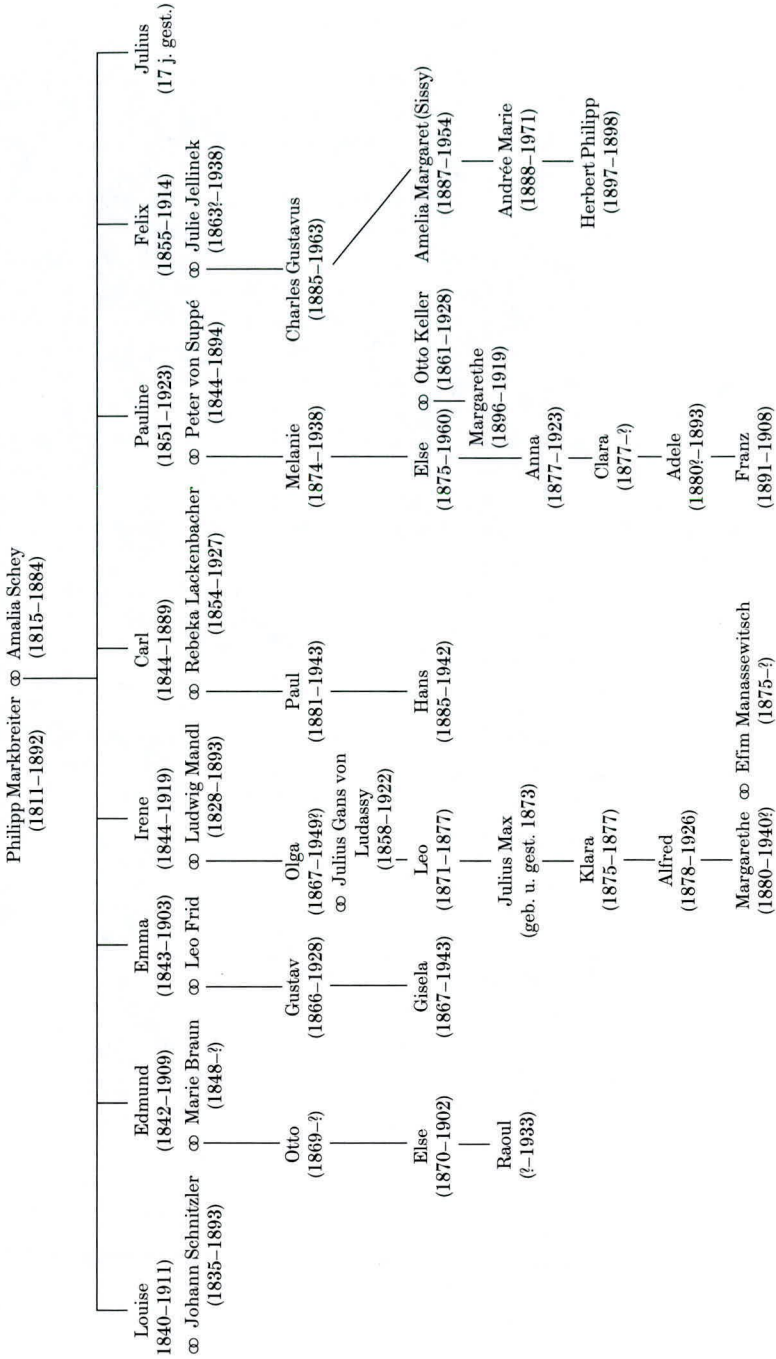 Philipp Markbreiter ⚭ Amalia Schey
(1811–1892) (1815–1884)
Louise
1840–1911)
⚭ Johann Schnitzler
(1835–1893)
Edmund
(1842–1909)
⚭ Marie Braun
(1848–?)
Otto
(1869–?)
Else
(1870–1902)
Raoul
(?–1933)
Emma
(1843–1903)
⚭ Leo Frid
Gustav
(1866–1928)
Gisela
(1867–1943)
Irene
(1844–1919)
⚭ Ludwig Mandl
(1828–1893)
Olga
(1867–1949?)
⚭ Julius Gans von
Ludassy
(1858–1922)
Leo
(1871–1877)
Julius Max
(geb. u. gest. 1873)
Klara
(1875–1877)
Alfred
(1878–1926)
Margarethe ⚭ Efim Manassewitsch
(1880–1940?) (1875–?)
Carl
(1844–1889)
⚭ Rebeka Lackenbacher
(1854–1927)
Paul
(1881–1943)
Hans
(1885–1942)
Pauline
(1851–1923)
⚭ Peter von Suppé
(1844–1894)
Melanie
(1874–1938)
Else ⚭ Otto Keller
(1875–1960) (1861–1928)
Margarethe
(1896–1919)
Anna
(1877–1923)
Clara
(1877–?)
Adele
(1880?–1893)
Franz
(1891–1908)
Felix
(1855–1914)
⚭ Julie Jellinek
(1863?–1938)
Charles Gustavus
(1885–1963)
Amelia Margaret (Sissy)
(1887–1954)
Andrée Marie
(1888–1971)
Herbert Philipp
(1897–1898)
Julius
(17 j. gest.)